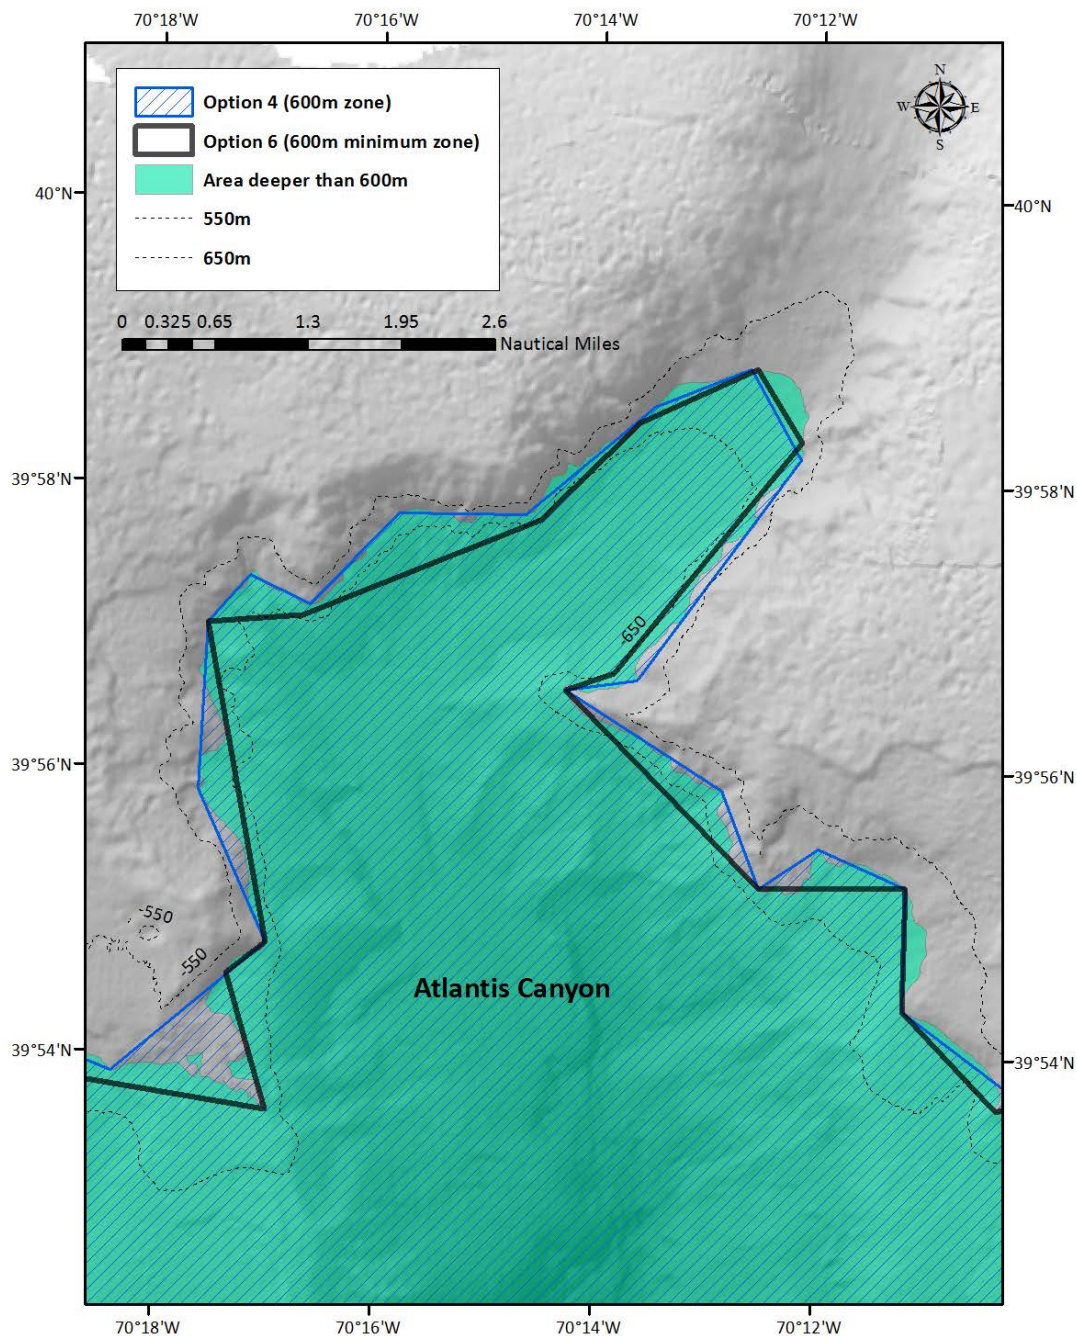 70°18'W 70°16'W 70°14'W 70°12'W
Option 4 (600m zone)
Option 6 (600m minimum zone)
Area deeper than 600m
550m
650m
N
W E
S
40°N 40°N
0 0.325 0.65 1.3 1.95 2.6
Nautical Miles
39°58'N 39°58'N
-650
39°56'N 39°56'N
-550
-550
Atlantis Canyon
39°54'N 39°54'N
70°18'W 70°16'W 70°14'W 70°12'W